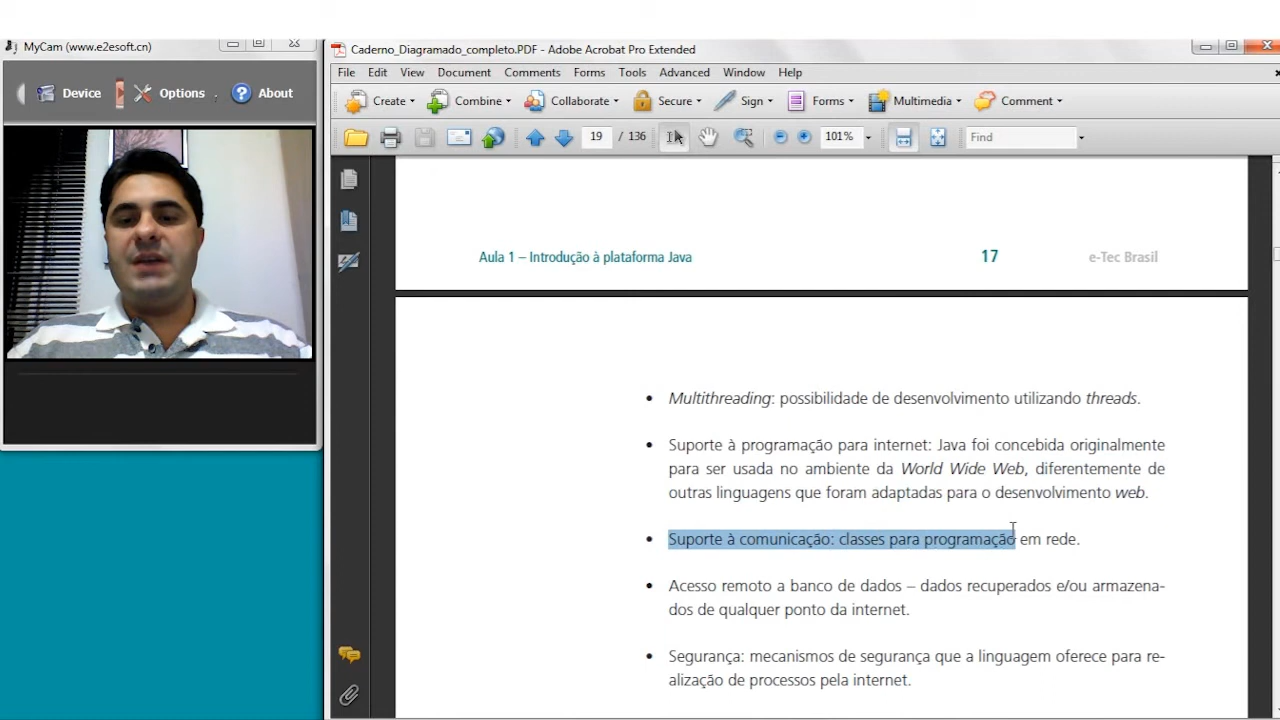 MyCam (www.e2esoft.cn)
Device
Options
About
Caderno_Diagramado_completo.PDF - Adobe Acrobat Pro Extended
File Edit View Document Comments Forms Tools Advanced Window Help
Create Combine Collaborate Secure Sign Forms Multimedia Comment
19 / 136 101% Find
Aula 1 – Introdução à plataforma Java 17 e-Tec Brasil
• Multithreading: possibilidade de desenvolvimento utilizando threads.
• Suporte à programação para internet: Java foi concebida originalmente
para ser usada no ambiente da World Wide Web, diferentemente de
outras linguagens que foram adaptadas para o desenvolvimento web.
• Suporte à comunicação: classes para programação em rede.
• Acesso remoto a banco de dados – dados recuperados e/ou armazena-
dos de qualquer ponto da internet.
• Segurança: mecanismos de segurança que a linguagem oferece para re-
alização de processos pela internet.